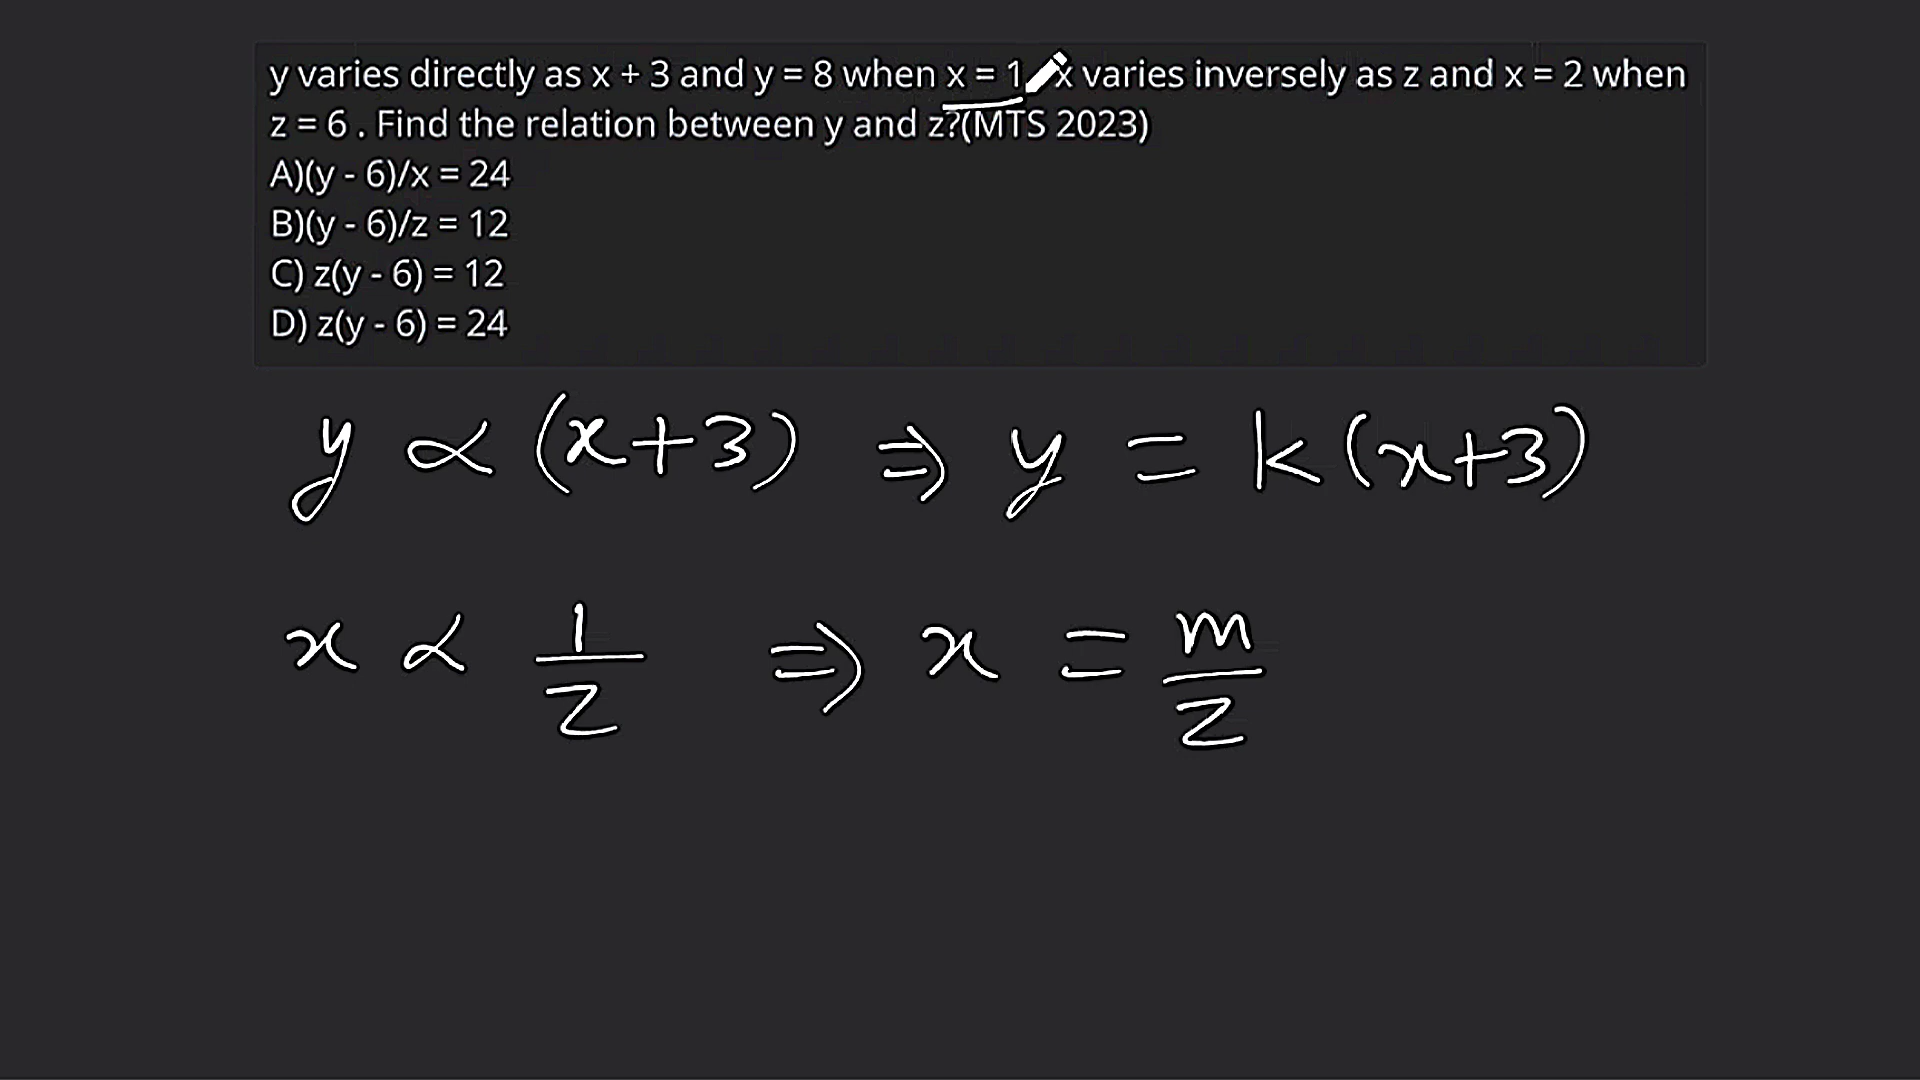 y varies directly as x + 3 and y = 8 when x = 1. x varies inversely as z and x = 2 when
z = 6 . Find the relation between y and z?(MTS 2023)
A)(y - 6)/x = 24
B)(y - 6)/z = 12
C) z(y - 6) = 12
D) z(y - 6) = 24
y ∝ (x+3) ⇒ y = k(x+3)
x ∝ 1/z ⇒ x = m/z